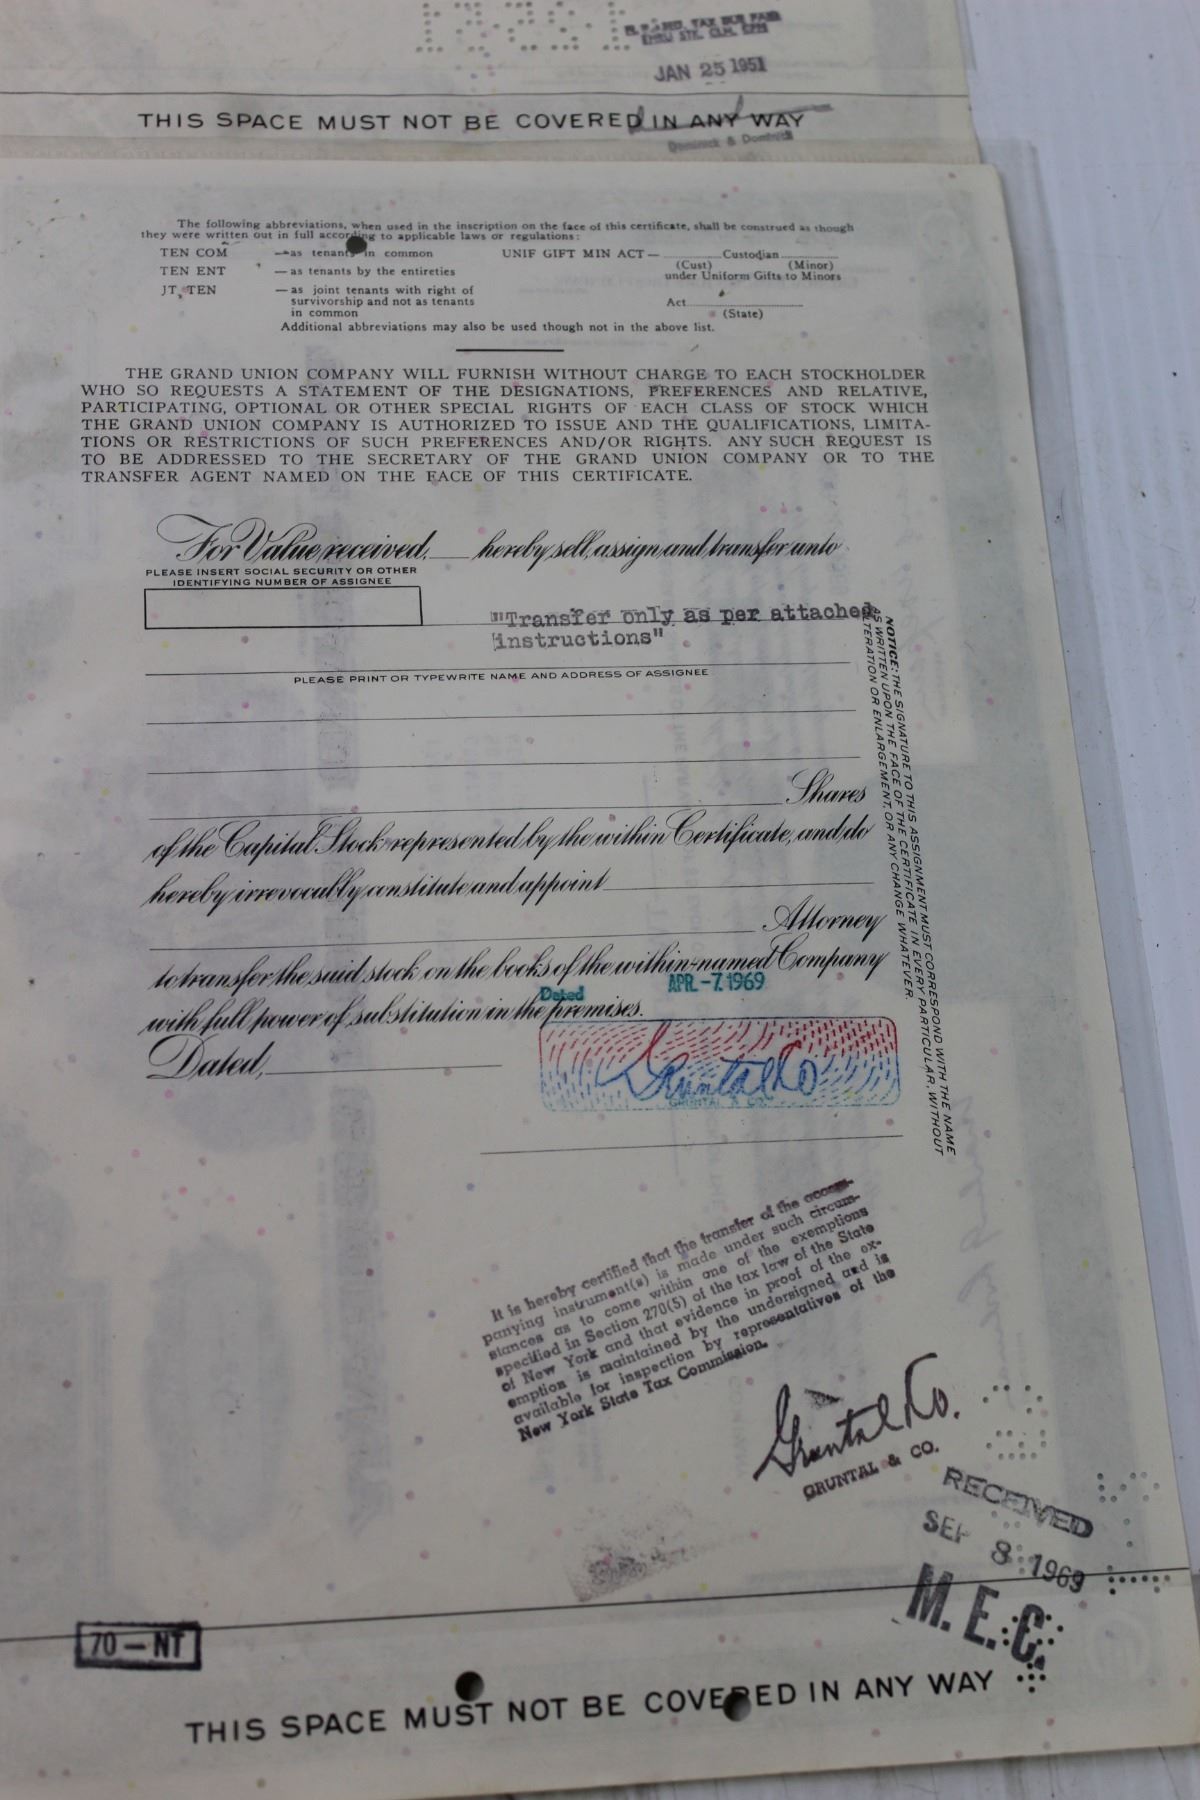 JAN 25 1951
THIS SPACE MUST NOT BE COVERED IN ANY WAY
Dominick & Dominick
The following abbreviations, when used in the inscription on the face of this certificate, shall be construed as though
they were written out in full according to applicable laws or regulations:
TEN COM —as tenants in common UNIF GIFT MIN ACT— Custodian
(Cust) (Minor)
TEN ENT —as tenants by the entireties under Uniform Gifts to Minors
JT TEN —as joint tenants with right of
survivorship and not as tenants Act
in common (State)
Additional abbreviations may also be used though not in the above list.
THE GRAND UNION COMPANY WILL FURNISH WITHOUT CHARGE TO EACH STOCKHOLDER
WHO SO REQUESTS A STATEMENT OF THE DESIGNATIONS, PREFERENCES AND RELATIVE,
PARTICIPATING, OPTIONAL OR OTHER SPECIAL RIGHTS OF EACH CLASS OF STOCK WHICH
THE GRAND UNION COMPANY IS AUTHORIZED TO ISSUE AND THE QUALIFICATIONS, LIMITA-
TIONS OR RESTRICTIONS OF SUCH PREFERENCES AND/OR RIGHTS. ANY SUCH REQUEST IS
TO BE ADDRESSED TO THE SECRETARY OF THE GRAND UNION COMPANY OR TO THE
TRANSFER AGENT NAMED ON THE FACE OF THIS CERTIFICATE.
For Value received, hereby sell, assign and transfer unto
PLEASE INSERT SOCIAL SECURITY OR OTHER
IDENTIFYING NUMBER OF ASSIGNEE
"Transfer only as per attached
instructions"
PLEASE PRINT OR TYPEWRITE NAME AND ADDRESS OF ASSIGNEE
Shares
of the Capital Stock represented by the within Certificate, and do
hereby irrevocably constitute and appoint
Attorney
to transfer the said stock on the books of the within-named Company
Dated APR -7 1969
with full power of substitution in the premises.
Dated,
Gruntal & Co
GRUNTAL & CO.
NOTICE: THE SIGNATURE TO THIS ASSIGNMENT MUST CORRESPOND WITH THE NAME
AS WRITTEN UPON THE FACE OF THE CERTIFICATE IN EVERY PARTICULAR, WITHOUT
ALTERATION OR ENLARGEMENT, OR ANY CHANGE WHATEVER.
It is hereby certified that the transfer of the accom-
panying instrument(s) is made under such circum-
stances as to come within one of the exemptions
specified in Section 270(5) of the tax law of the State
of New York and that evidence in proof of the ex-
emption is maintained by the undersigned and is
available for inspection by representatives of the
New York State Tax Commission.
Gruntal & Co.
GRUNTAL & CO.
RECEIVED
SEP 8 1969
M.E.C.
70 — NT
THIS SPACE MUST NOT BE COVERED IN ANY WAY